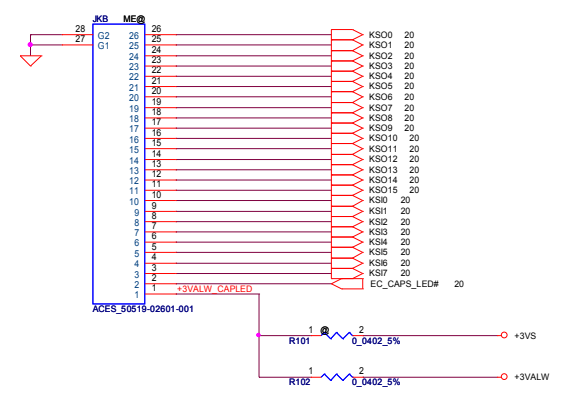 JKB ME@
28 G2 26 26 KSO0 20
27 G1 25 25 KSO1 20
24 24 KSO2 20
23 23 KSO3 20
22 22 KSO4 20
21 21 KSO5 20
20 20 KSO6 20
19 19 KSO7 20
18 18 KSO8 20
17 17 KSO9 20
16 16 KSO10 20
15 15 KSO11 20
14 14 KSO12 20
13 13 KSO13 20
12 12 KSO14 20
11 11 KSO15 20
10 10 KSI0 20
9 9 KSI1 20
8 8 KSI2 20
7 7 KSI3 20
6 6 KSI4 20
5 5 KSI5 20
4 4 KSI6 20
3 3 KSI7 20
2 2 EC_CAPS_LED# 20
1 1 +3VALW_CAPLED
ACES_50519-02601-001
1 @ 2 +3VS
R101 0_0402_5%
1 2 +3VALW
R102 0_0402_5%